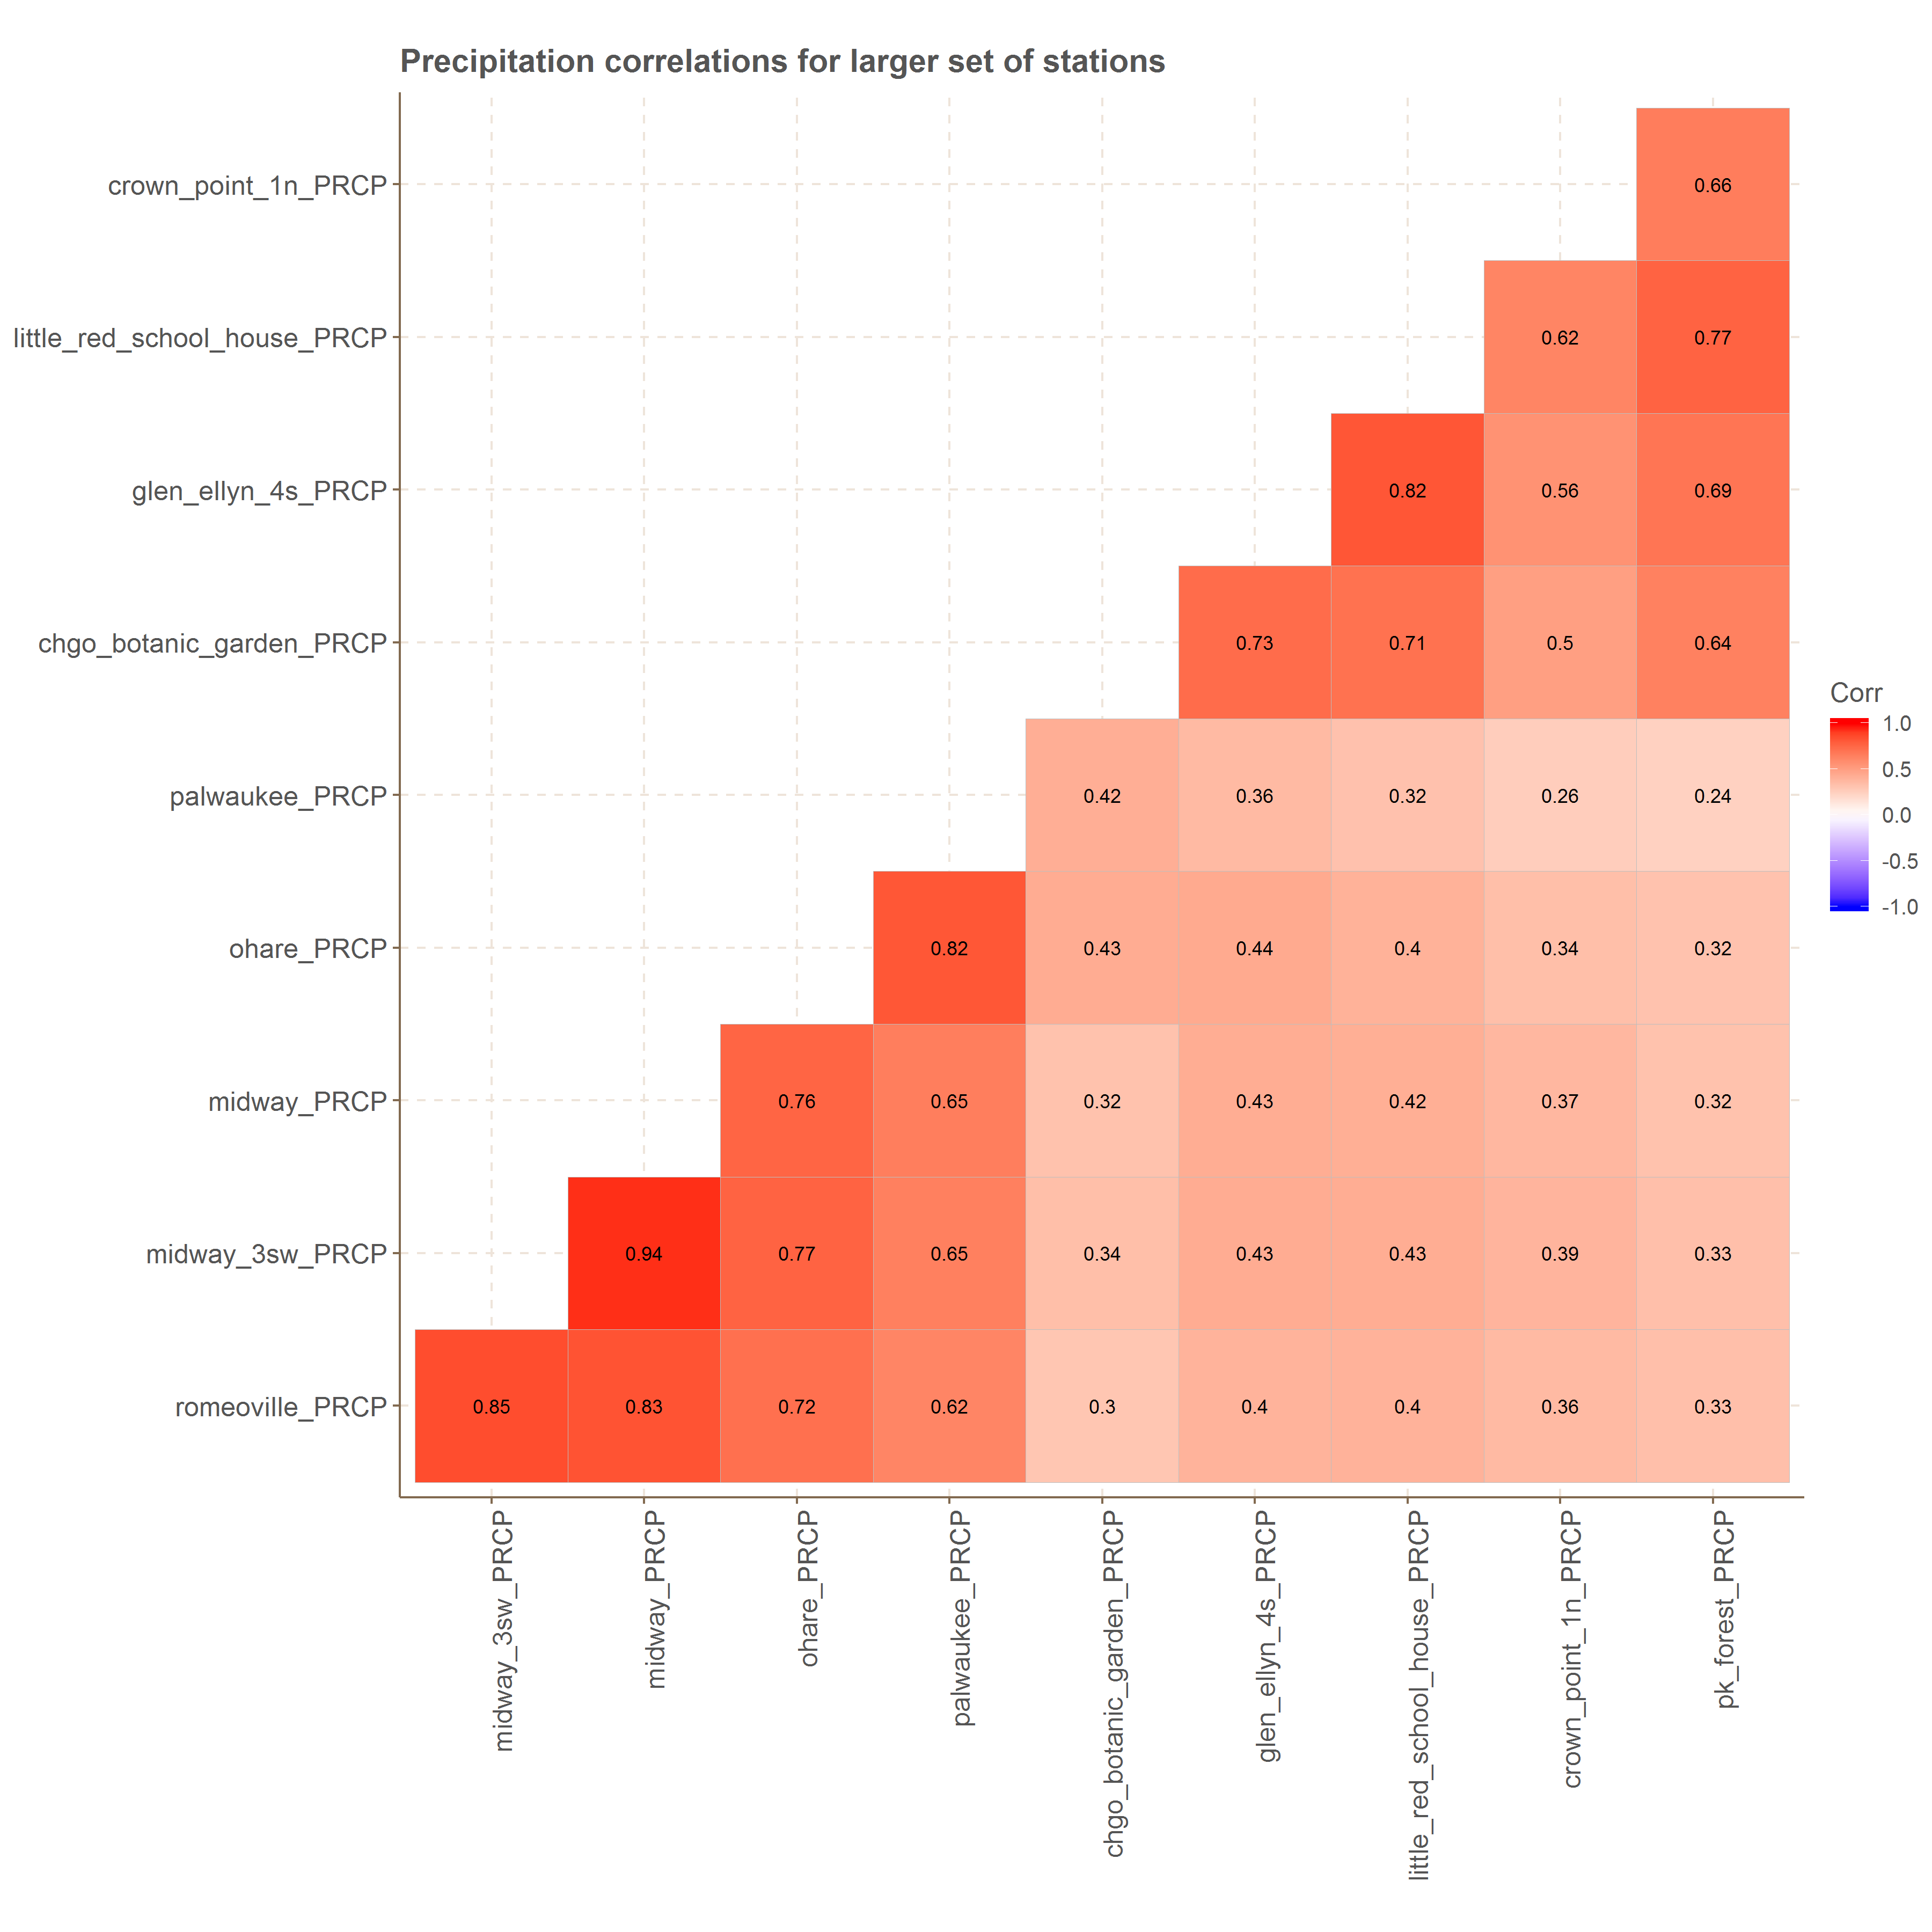 Precipitation correlations for larger set of stations
crown_point_1n_PRCP
0.66
little_red_school_house_PRCP
0.62 0.77
glen_ellyn_4s_PRCP
0.82 0.56 0.69
chgo_botanic_garden_PRCP
0.73 0.71 0.5 0.64
palwaukee_PRCP
0.42 0.36 0.32 0.26 0.24
ohare_PRCP
0.82 0.43 0.44 0.4 0.34 0.32
midway_PRCP
0.76 0.65 0.32 0.43 0.42 0.37 0.32
midway_3sw_PRCP
0.94 0.77 0.65 0.34 0.43 0.43 0.39 0.33
romeoville_PRCP
0.85 0.83 0.72 0.62 0.3 0.4 0.4 0.36 0.33
midway_3sw_PRCP
midway_PRCP
ohare_PRCP
palwaukee_PRCP
chgo_botanic_garden_PRCP
glen_ellyn_4s_PRCP
little_red_school_house_PRCP
crown_point_1n_PRCP
pk_forest_PRCP
Corr
1.0
0.5
0.0
-0.5
-1.0